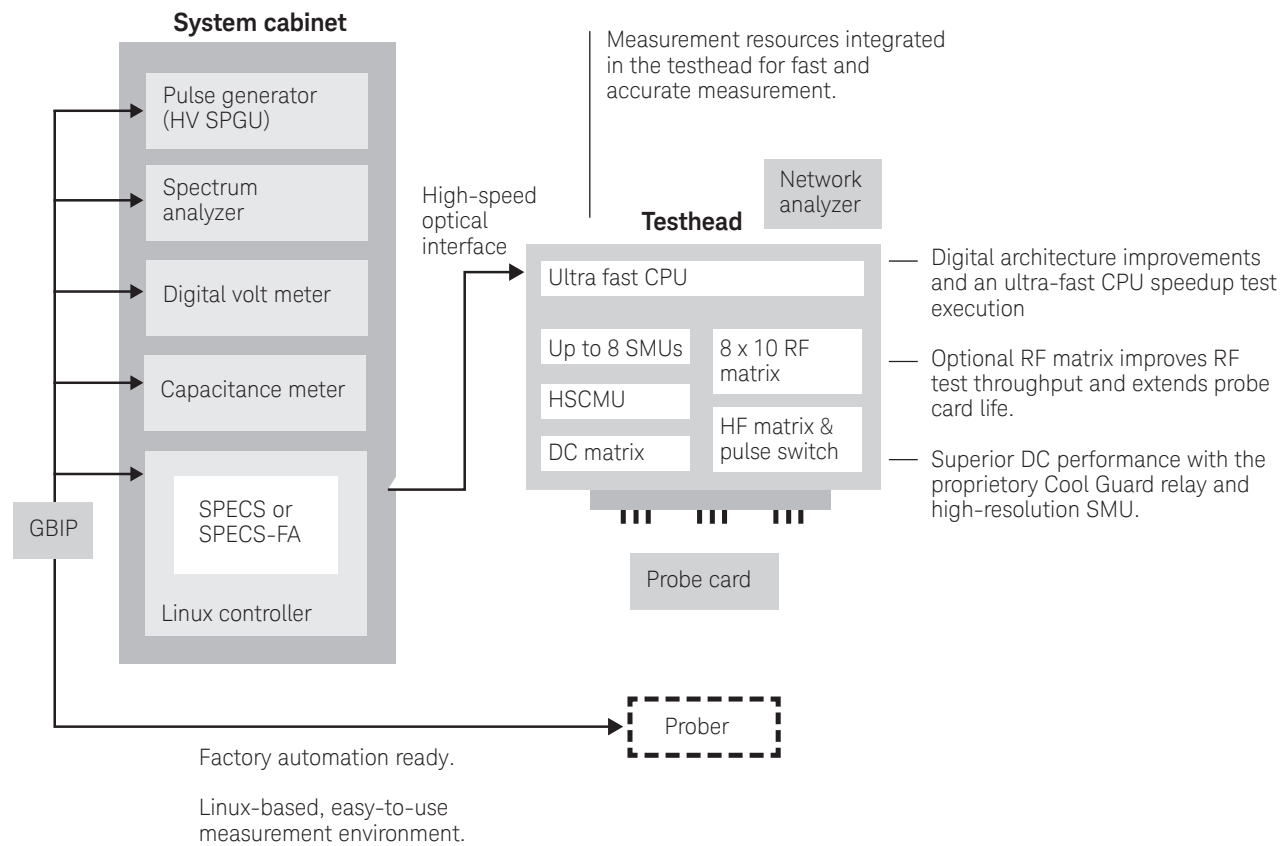 System cabinet
Pulse generator
(HV SPGU)
Spectrum
analyzer
Digital volt meter
Capacitance meter
SPECS or
SPECS-FA
Linux controller
GBIP
High-speed
optical
interface
Measurement resources integrated
in the testhead for fast and
accurate measurement.
Network
analyzer
Testhead
Ultra fast CPU
Up to 8 SMUs
HSCMU
DC matrix
8 x 10 RF
matrix
HF matrix &
pulse switch
Digital architecture improvements
and an ultra-fast CPU speedup test
execution
Optional RF matrix improves RF
test throughput and extends probe
card life.
Superior DC performance with the
proprietory Cool Guard relay and
high-resolution SMU.
Probe card
Prober
Factory automation ready.
Linux-based, easy-to-use
measurement environment.